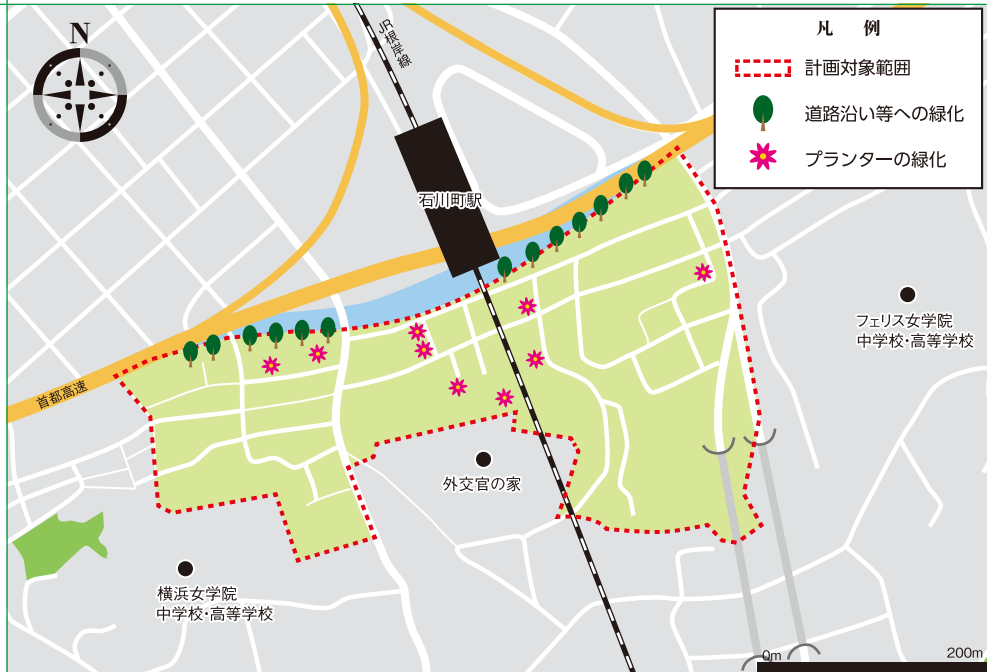 N
JR根岸線
凡 例
計画対象範囲
道路沿い等への緑化
プランターの緑化
石川町駅
フェリス女学院
中学校・高等学校
首都高速
外交官の家
横浜女学院
中学校・高等学校
0m
200m